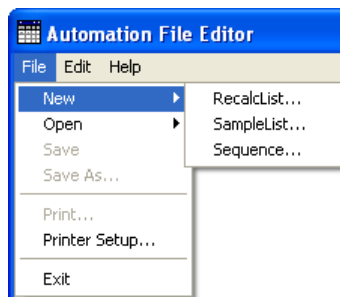 Automation File Editor
File Edit Help
New
RecalcList...
Open
SampleList...
Save
Sequence...
Save As...
Print...
Printer Setup...
Exit